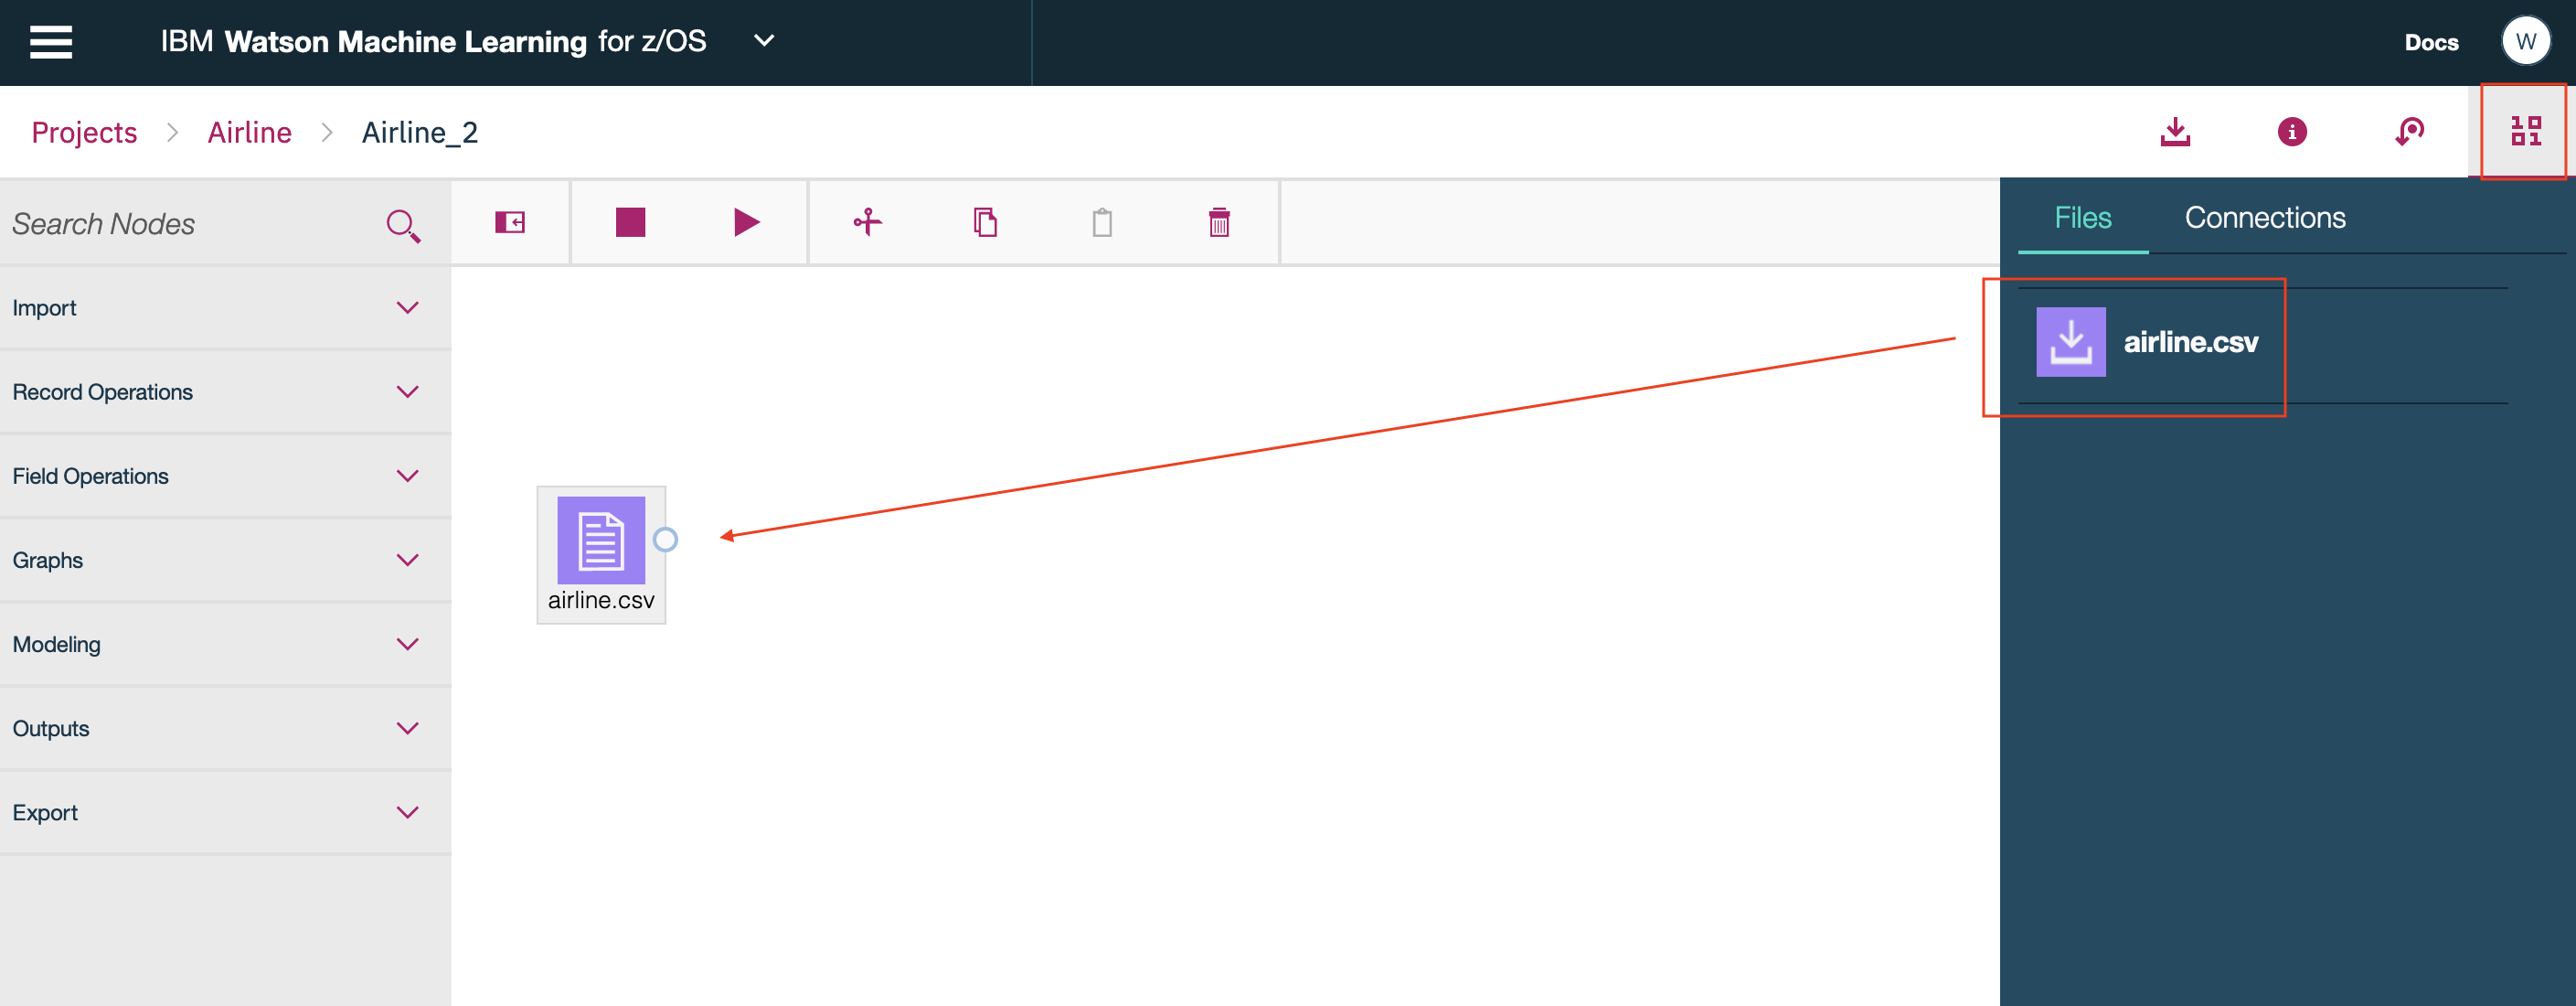 IBM Watson Machine Learning for z/OS
Docs
W
Projects > Airline > Airline_2
Search Nodes
Files
Connections
Import
airline.csv
Record Operations
Field Operations
Graphs
airline.csv
Modeling
Outputs
Export